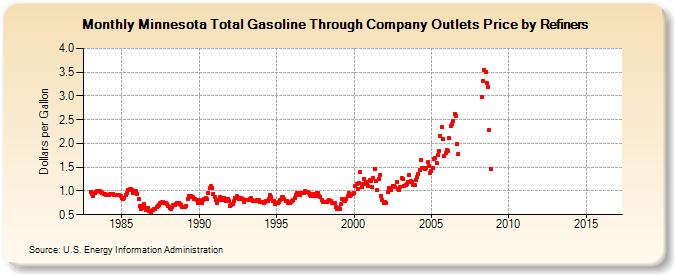 Monthly Minnesota Total Gasoline Through Company Outlets Price by Refiners
Dollars per Gallon
4.0
3.5
3.0
2.5
2.0
1.5
1.0
0.5
1985 1990 1995 2000 2005 2010 2015
Source: U.S. Energy Information Administration